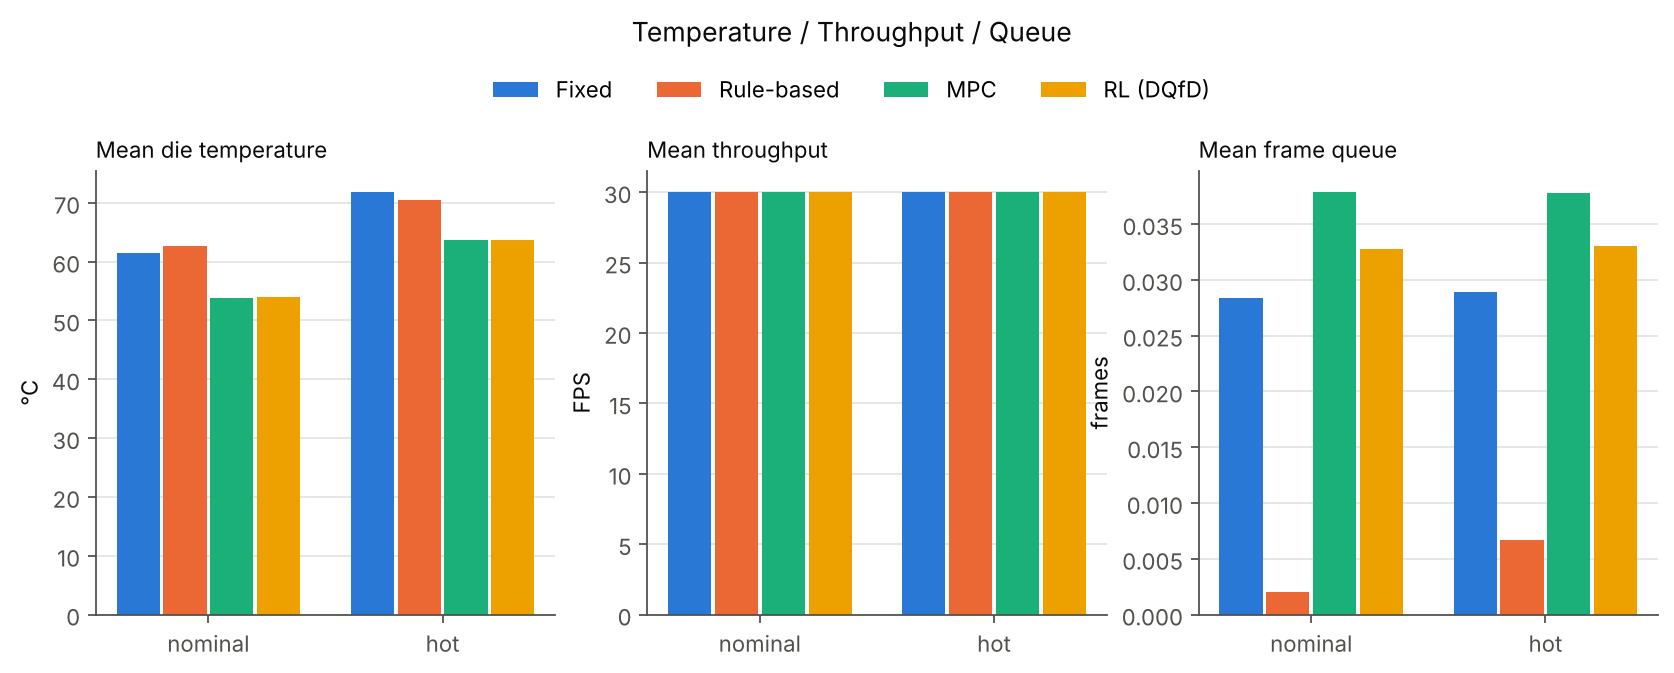 Temperature / Throughput / Queue
Fixed Rule-based MPC RL (DQfD)
Mean die temperature
°C
70
60
50
40
30
20
10
0
nominal hot
Mean throughput
FPS
30
25
20
15
10
5
0
nominal hot
Mean frame queue
frames
0.035
0.030
0.025
0.020
0.015
0.010
0.005
0.000
nominal hot